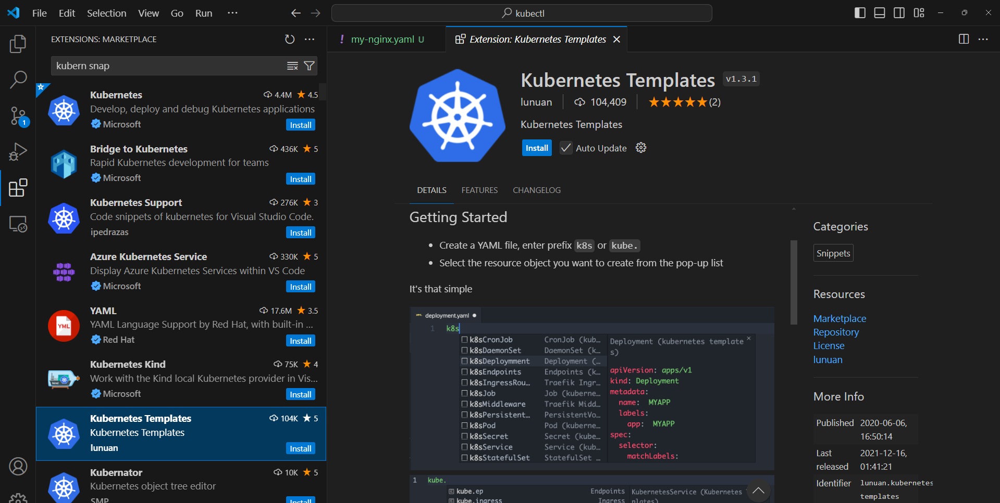 File Edit Selection View Go Run ···
kubectl
EXTENSIONS: MARKETPLACE
kubern snap
1
Kubernetes 4.4M 4.5
Develop, deploy and debug Kubernetes applications
Microsoft Install
Bridge to Kubernetes 436K 5
Rapid Kubernetes development for teams
Microsoft Install
Kubernetes Support 276K 3
Code snippets of kubernetes for Visual Studio Code.
ipedrazas Install
Azure Kubernetes Service 330K 5
Display Azure Kubernetes Services within VS Code
Microsoft Install
YML
YAML 17.6M 3.5
YAML Language Support by Red Hat, with built-in ...
Red Hat Install
kind
Kubernetes Kind 75K 4
Work with the Kind local Kubernetes provider in Vis...
Microsoft Install
Kubernetes Templates 104K 5
Kubernetes Templates
lunuan Install
Kubernator 10K 5
Kubernetes object tree editor
SMP Install
! my-nginx.yaml U
Extension: Kubernetes Templates
Kubernetes Templates v1.3.1
lunuan 104,409 (2)
Kubernetes Templates
Install Auto Update
DETAILS FEATURES CHANGELOG
Getting Started
• Create a YAML file, enter prefix k8s or kube.
• Select the resource object you want to create from the pop-up list
It's that simple
deployment.yaml
1 k8s
k8sCronJob CronJob (kub…
k8sDaemonSet DaemonSet (k…
k8sDeploymment Deployment (…
k8sEndpoints Endpoints (k…
k8sIngressRou… Traefik Ingr…
k8sJob Job (kuberne…
k8sMiddleware Traefik Midd…
k8sPersistent… PersistentVo…
k8sPod Pod (kuberne…
k8sSecret Secret (kube…
k8sService Service (kub…
k8sStatefulSet StatefulSet …
Deployment (kubernetes template
s)
apiVersion: apps/v1
kind: Deployment
metadata:
name: MYAPP
labels:
app: MYAPP
spec:
selector:
matchLabels:
1 kube.
kube.ep Endpoints
kube.ingress Ingress
KubernetesService (Kubernetes
plates)
Categories
Snippets
Resources
Marketplace
Repository
License
lunuan
More Info
Published 2020-06-06,
16:50:14
Last 2021-12-16,
released 01:41:21
Identifier lunuan.kubernetes
templates